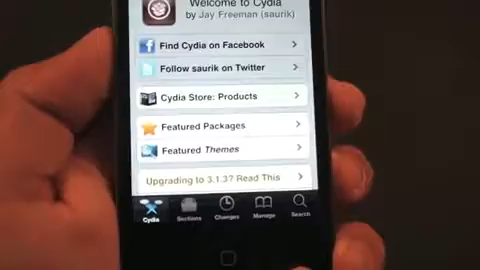 Welcome to Cydia
by Jay Freeman (saurik)
Find Cydia on Facebook
Follow saurik on Twitter
Cydia Store: Products
Featured Packages
Featured Themes
Upgrading to 3.1.3? Read This
Cydia Sections Changes Manage Search